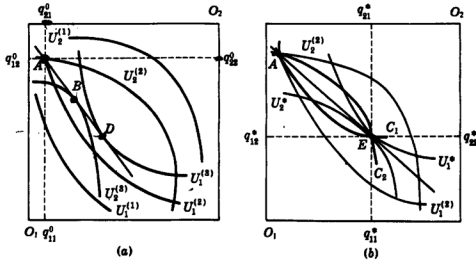 q⁰₂₁ O₂
U₂⁽¹⁾
q⁰₁₂ A U₂⁽²⁾ q⁰₂₂
B
D
U₁⁽³⁾
U₂⁽³⁾
U₁⁽¹⁾ U₁⁽²⁾
O₁ q⁰₁₁
(a)
q*₂₁ O₂
A U₂⁽²⁾
U₂*
q*₁₂ E C₁ q*₂₂
C₂ U₁*
U₁⁽²⁾
O₁ q*₁₁
(b)